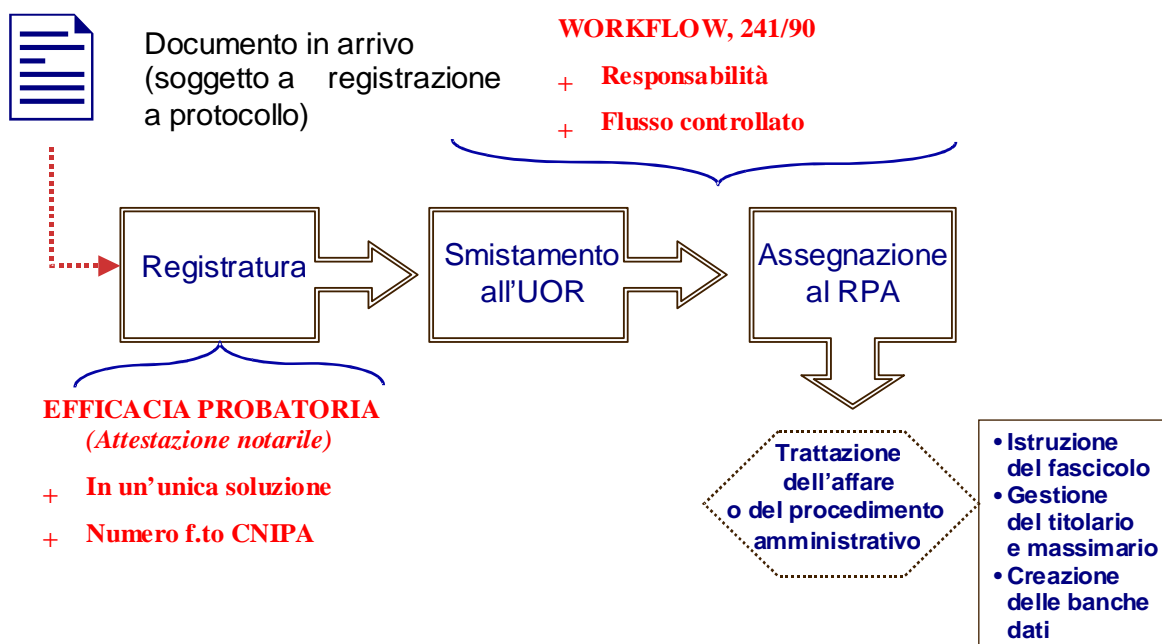 Documento in arrivo
(soggetto a registrazione
a protocollo)
WORKFLOW, 241/90
+ Responsabilità
+ Flusso controllato
Registratura
Smistamento
all'UOR
Assegnazione
al RPA
EFFICACIA PROBATORIA
(Attestazione notarile)
+ In un'unica soluzione
+ Numero f.to CNIPA
Trattazione
dell'affare
o del procedimento
amministrativo
• Istruzione
del fascicolo
• Gestione
del titolario
e massimario
• Creazione
delle banche
dati